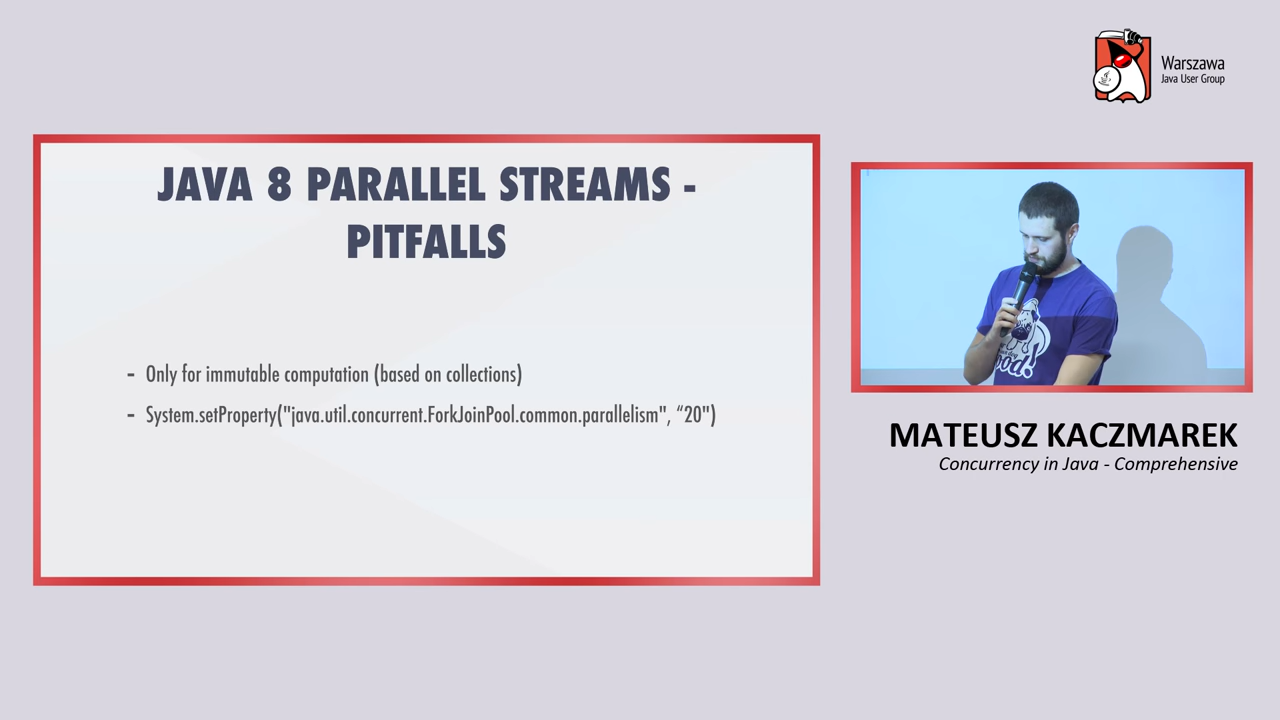 Warszawa
Java User Group
JAVA 8 PARALLEL STREAMS -
PITFALLS
- Only for immutable computation (based on collections)
- System.setProperty("java.util.concurrent.ForkJoinPool.common.parallelism", “20")
MATEUSZ KACZMAREK
Concurrency in Java - Comprehensive